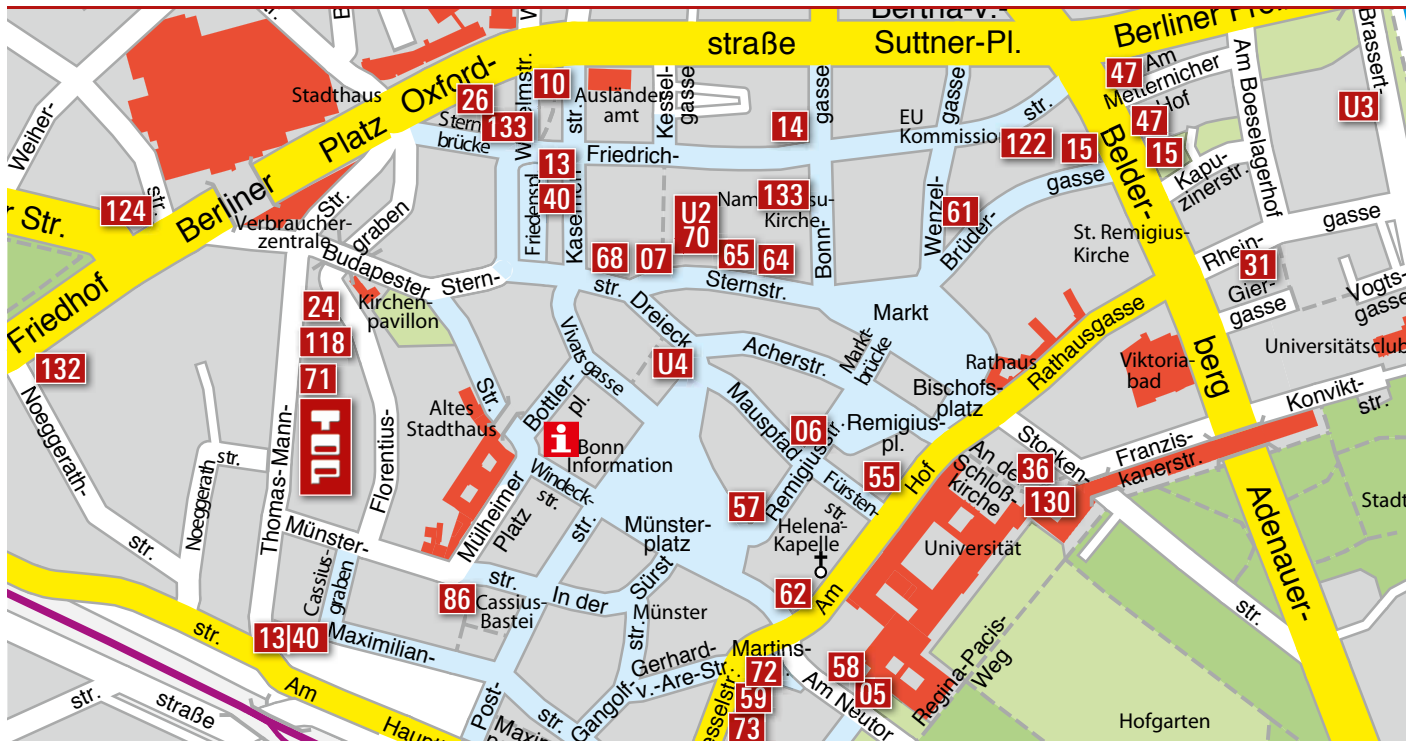 Bertha-v.-
Suttner-Pl.
straße
Berliner
Brassert-
Am
Metternicher
Hof
Am Boeselagerhof
47
U3
Stadthaus
Oxford-
Platz
Berliner
26
133
10
Stern-
brücke
str.
Ausländer-
amt
Kessel-
gasse
14
gasse
gasse
EU
str.
122
15
47
15
Kapu-
zinerstr.
Weiher-
str.
124
er Str.
Friedhof
Verbraucher-
zentrale
Str.
graben
Budapester
Stern-
13
40
Friedenspl.
Kasernen-
Friedrich-
133
Kirche
U2
70
65
64
68
07
Bonn-
Wenzel-
61
Brüder-
gasse
Belder-
berg
St. Remigius-
Kirche
Rhein-
gasse
31
Gier-
gasse
Vogts-
gasse
Universitätsclub
Kirchen-
pavillon
24
118
71
132
Noeggerath-
str.
Noeggerath
str.
Thomas-Mann-
Florentius-
Altes
Stadthaus
Str.
Bottler-
pl.
Vivatsgasse
str.
Dreieck
Sternstr.
U4
Acherstr.
Markt-
brücke
Markt
Rathaus
Rathausgasse
Viktoria-
bad
Bischofs-
platz
Mauspfad
06
Remigiusstr.
Remigius-
pl.
55
Hof
Fürsten-
str.
57
i
Bonn
Information
Windeck-
str.
Mülheimer
Platz
Münster-
platz
Helena-
Kapelle
62
Am
An der
Schloß-
kirche
Stocken-
str.
36
130
Franzis-
kanerstr.
Konvikt-
str.
Stadt
Universität
Adenauer-
Münster-
str.
Cassius-
graben
86
Cassius-
Bastei
In der
Sürst
Münster
str.
13|40
Maximilian-
str.
Post-
Gangolf-
Gerhard-
v.-Are-Str.
Martins-
72
59
73
58
05
Am Neutor
Regina-Pacis-
Weg
Hofgarten
str.
Am
str.
straße